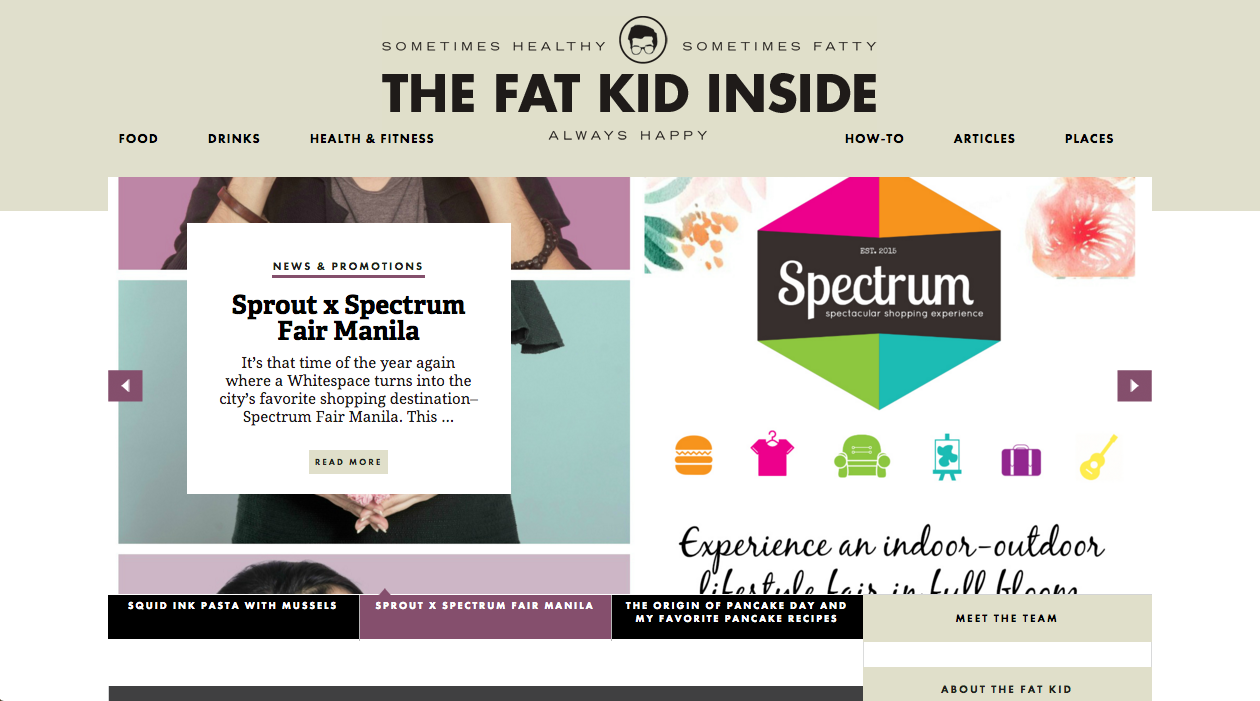 SOMETIMES HEALTHY SOMETIMES FATTY
THE FAT KID INSIDE
ALWAYS HAPPY
FOOD DRINKS HEALTH & FITNESS HOW-TO ARTICLES PLACES
NEWS & PROMOTIONS
Sprout x Spectrum
Fair Manila
It’s that time of the year again
where a Whitespace turns into the
city’s favorite shopping destination–
Spectrum Fair Manila. This ...
READ MORE
EST. 2015
Spectrum
spectacular shopping experience
Experience an indoor-outdoor
lifestyle fair in full bloom
SQUID INK PASTA WITH MUSSELS
SPROUT X SPECTRUM FAIR MANILA
THE ORIGIN OF PANCAKE DAY AND
MY FAVORITE PANCAKE RECIPES
MEET THE TEAM
ABOUT THE FAT KID